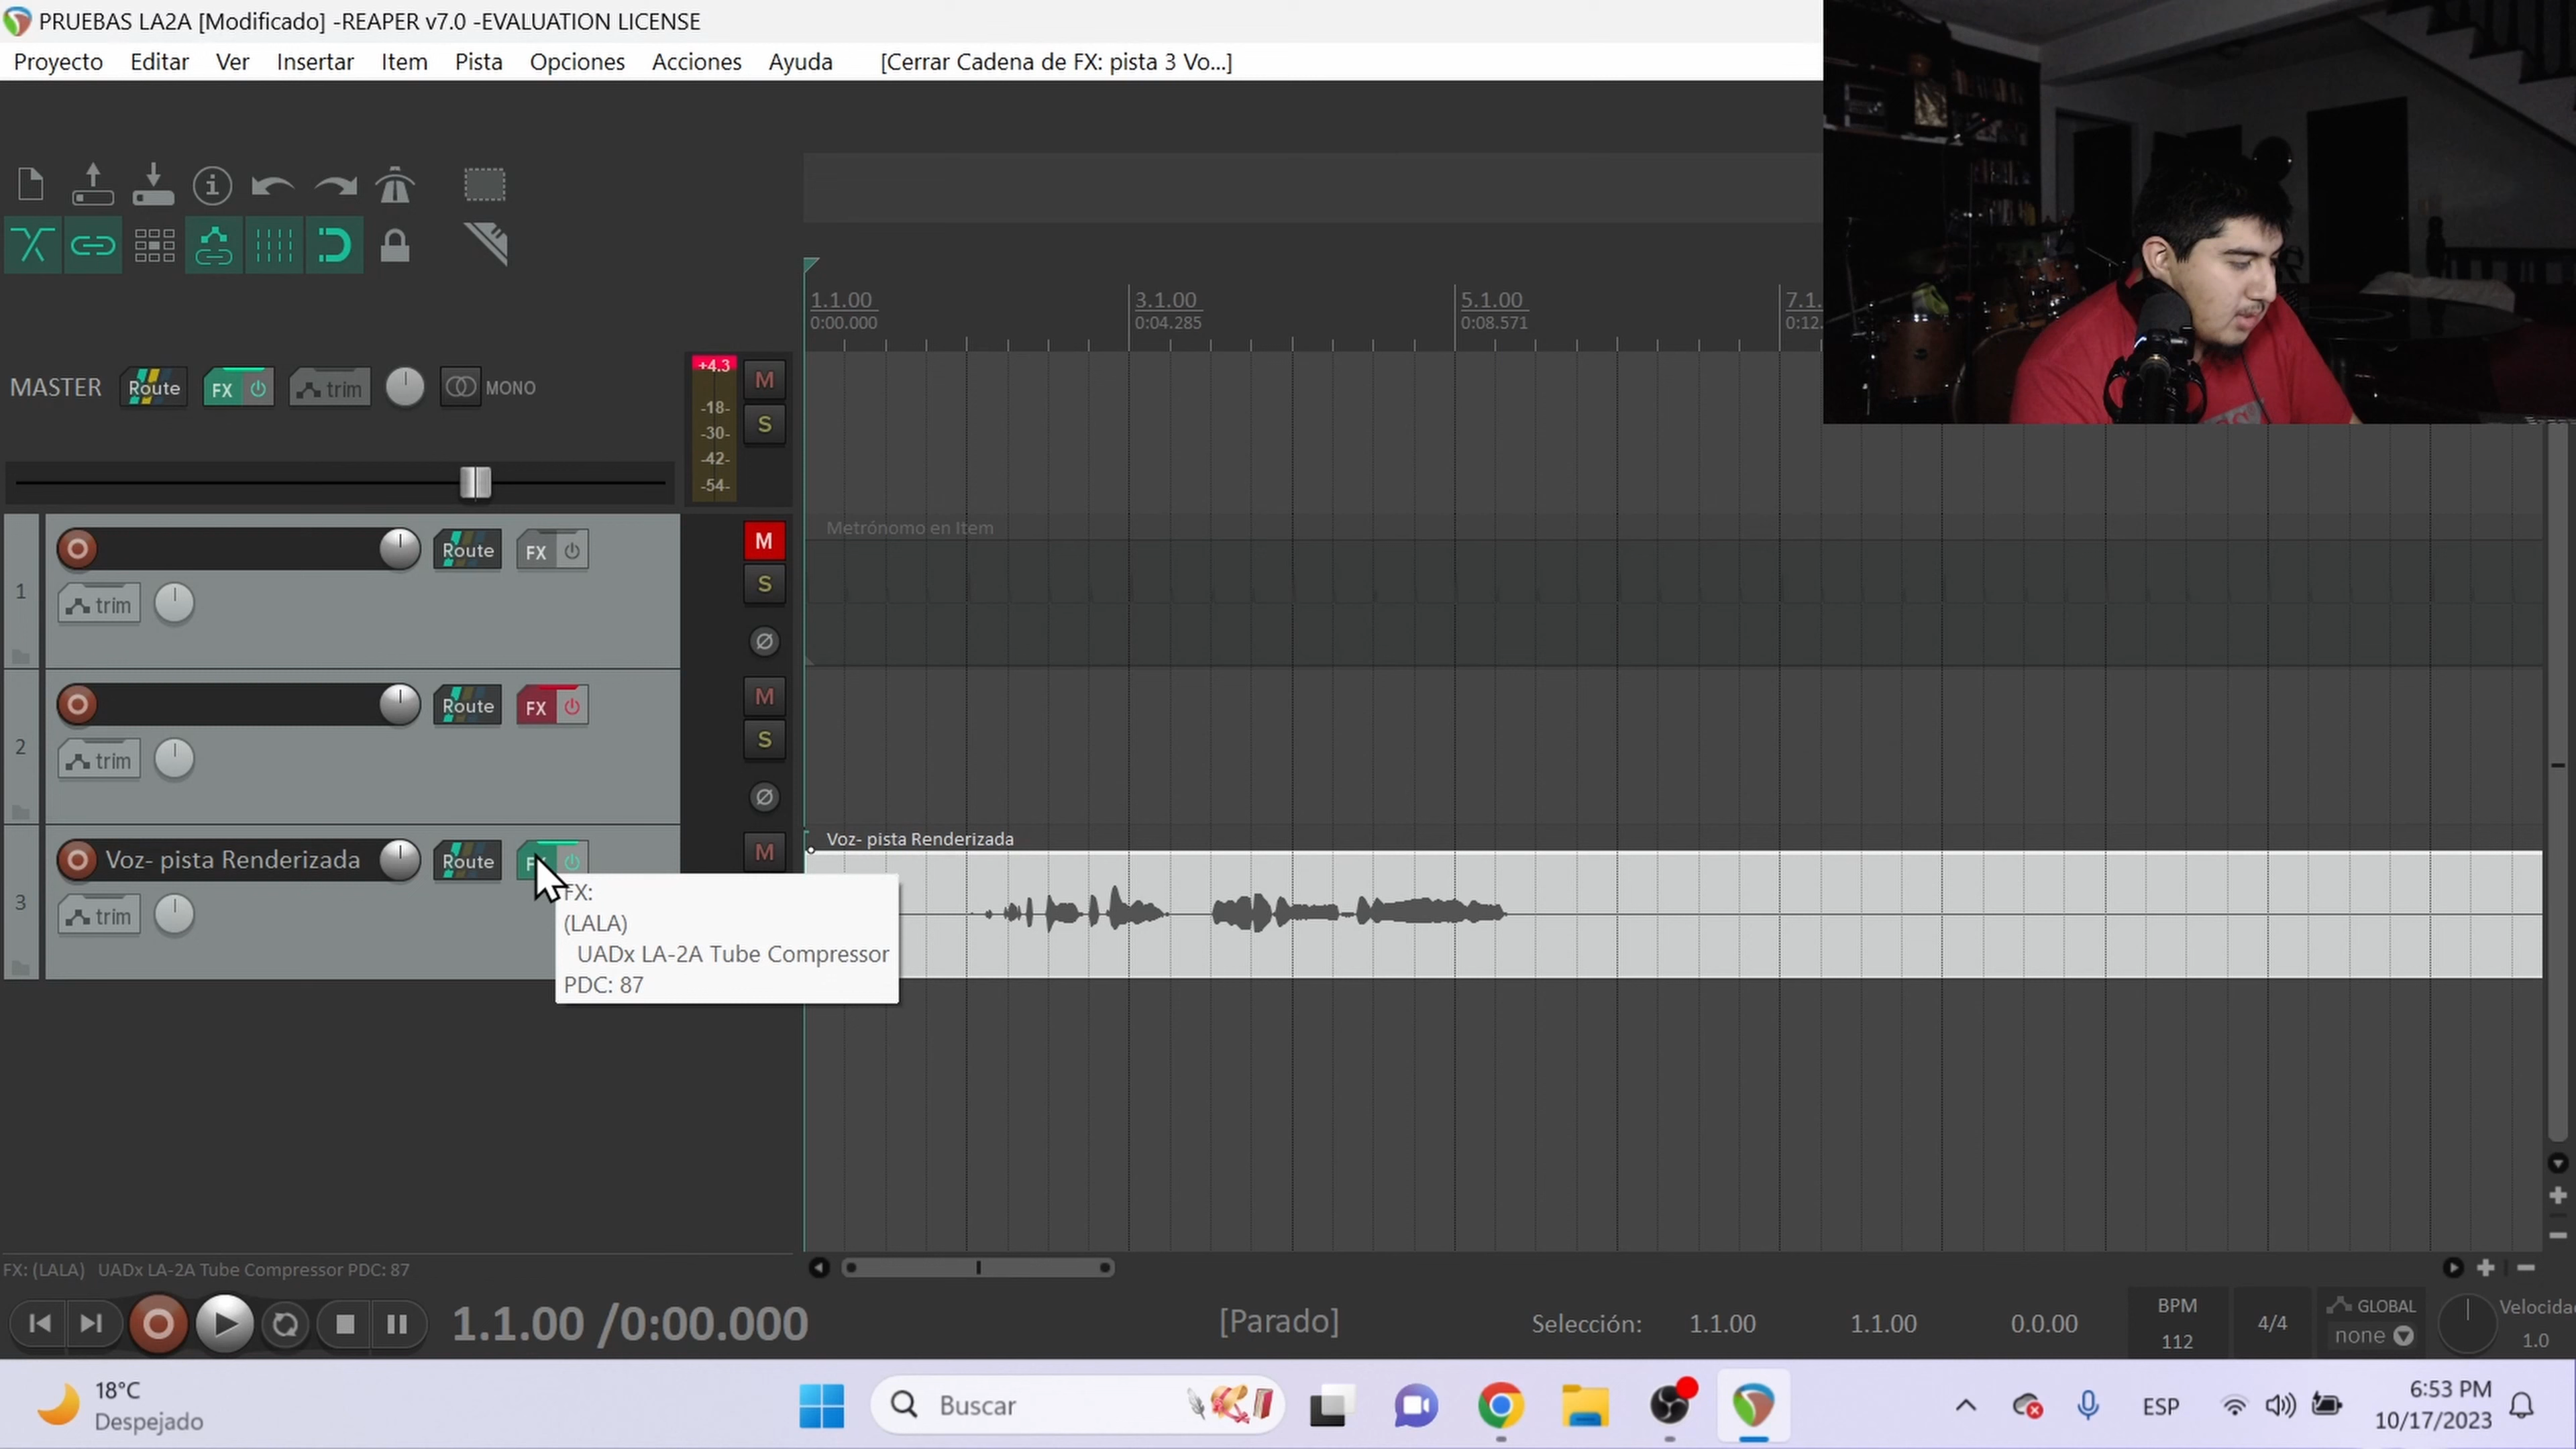 PRUEBAS LA2A [Modificado] -REAPER v7.0 -EVALUATION LICENSE
Proyecto Editar Ver Insertar Item Pista Opciones Acciones Ayuda [Cerrar Cadena de FX: pista 3 Vo...]
1.1.00 3.1.00 5.1.00 7.1.
0:00.000 0:04.285 0:08.571 0:12.
MASTER Route FX trim MONO
+4.3 M
-18-
S
-30-
-42-
-54-
1 Route FX M
trim S
Metrónomo en Item
2 Route FX M
trim S
3 Voz- pista Renderizada Route M
trim
Voz- pista Renderizada
FX:
(LALA)
UADx LA-2A Tube Compressor
PDC: 87
FX: (LALA) UADx LA-2A Tube Compressor PDC: 87
1.1.00 /0:00.000 [Parado] Selección: 1.1.00 1.1.00 0.0.00
BPM
112
4/4
GLOBAL
none
Velocida
1.0
18°C
Despejado
Buscar
ESP
6:53 PM
10/17/2023